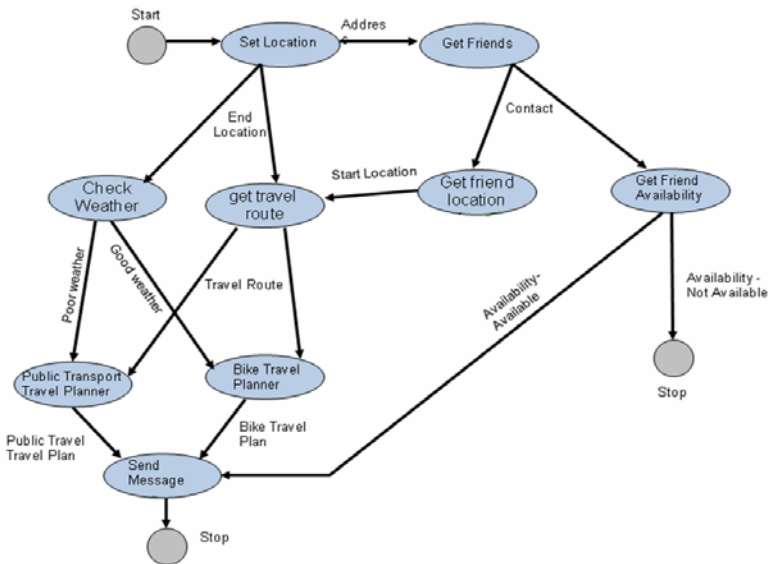 Start
Set Location
Addres
Get Friends
End
Location
Contact
Check
Weather
get travel
route
Start Location
Get friend
location
Get Friend
Availability
Poor weather
Good weather
Travel Route
Availability-
Available
Availability -
Not Available
Public Transport
Travel Planner
Bike Travel
Planner
Stop
Public Travel
Travel Plan
Bike Travel
Plan
Send
Message
Stop